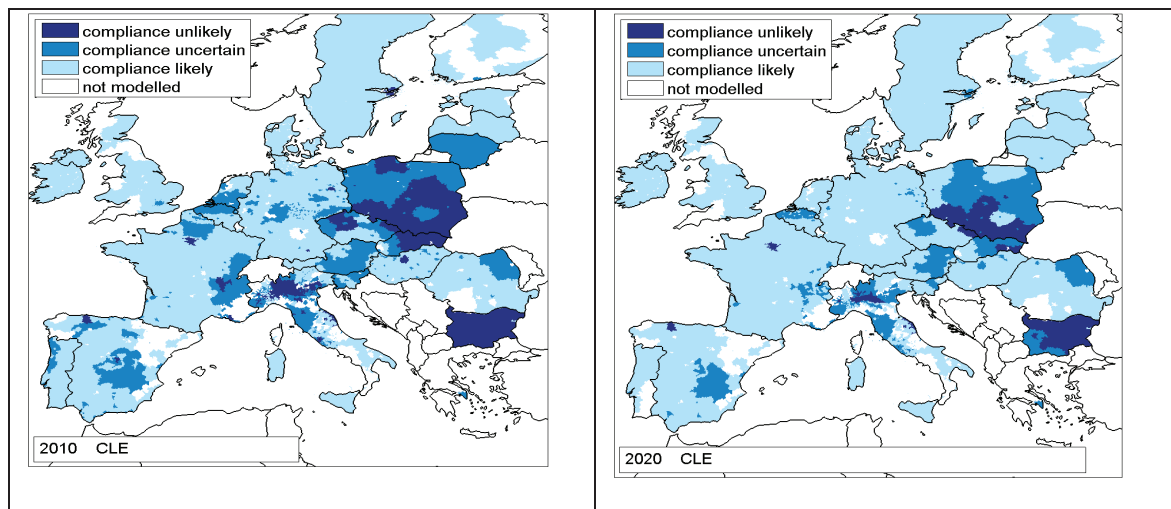 compliance unlikely
compliance uncertain
compliance likely
not modelled
2010 CLE
compliance unlikely
compliance uncertain
compliance likely
not modelled
2020 CLE